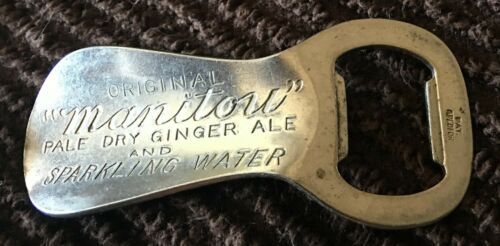 ORIGINAL
"Manitou"
PALE DRY GINGER ALE
AND
SPARKLING WATER